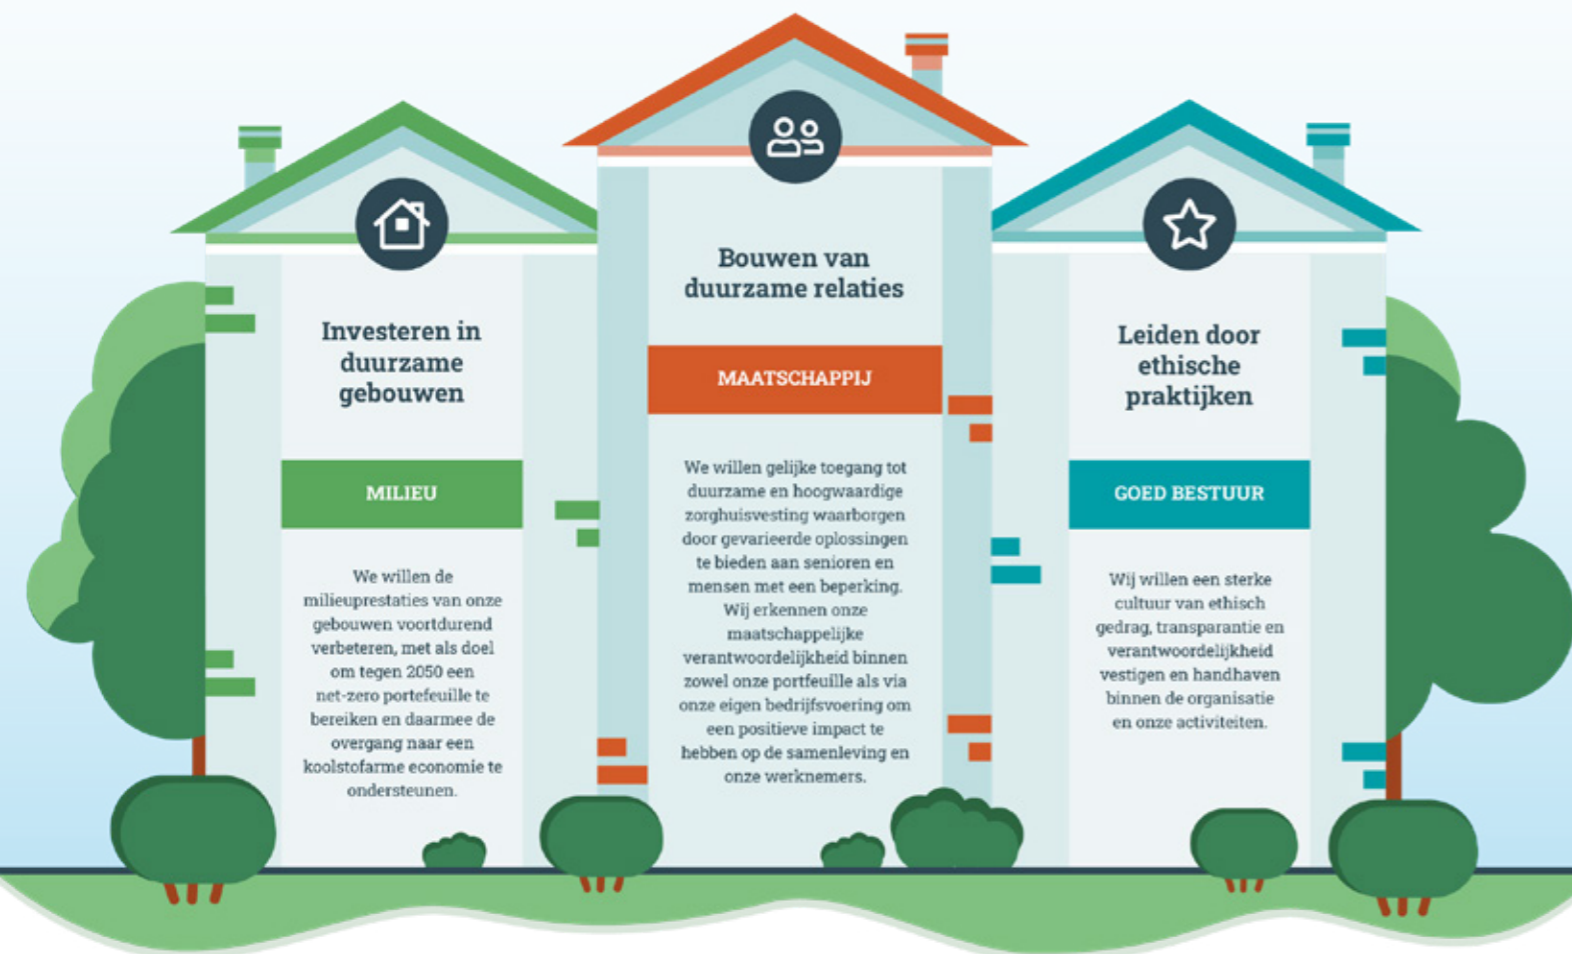 Investeren in
duurzame
gebouwen
MILIEU
We willen de
milieuprestaties van onze
gebouwen voortdurend
verbeteren, met als doel
om tegen 2050 een
net-zero portefeuille te
bereiken en daarmee de
overgang naar een
koolstofarme economie te
ondersteunen.
Bouwen van
duurzame relaties
MAATSCHAPPIJ
We willen gelijke toegang tot
duurzame en hoogwaardige
zorghuisvesting waarborgen
door gevarieerde oplossingen
te bieden aan senioren en
mensen met een beperking.
Wij erkennen onze
maatschappelijke
verantwoordelijkheid binnen
zowel onze portfeuille als via
onze eigen bedrijfsvoering om
een positieve impact te
hebben op de samenleving en
onze werknemers.
Leiden door
ethische
praktijken
GOED BESTUUR
Wij willen een sterke
cultuur van ethisch
gedrag, transparantie en
verantwoordelijkheid
vestigen en handhaven
binnen de organisatie
en onze activiteiten.